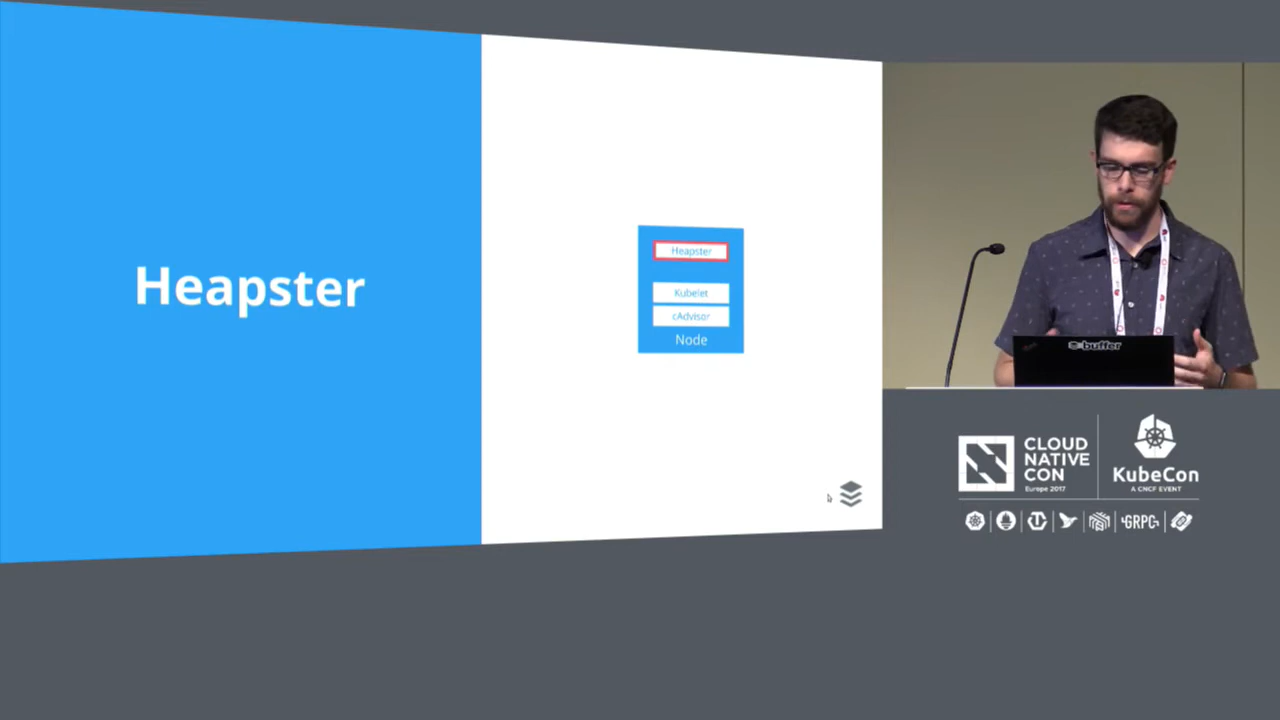 Heapster
Heapster
Kubelet
cAdvisor
Node
buffer
CLOUD
NATIVE
CON
Europe 2017
KubeCon
A CNCF EVENT
GRPC